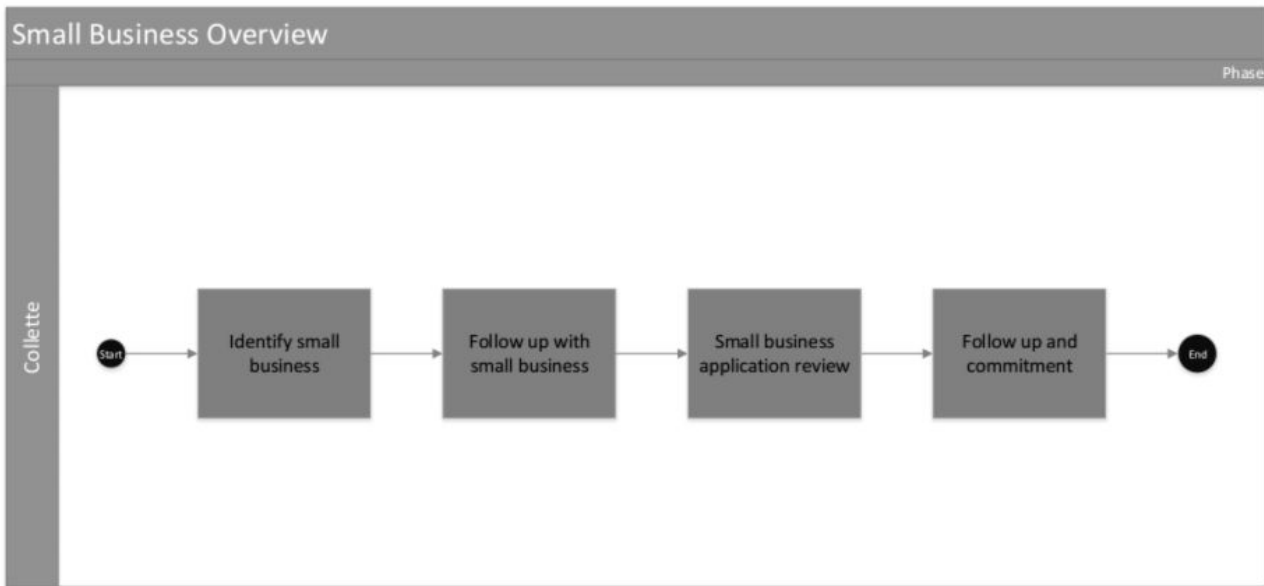 Small Business Overview
Phase
Collette
Start
Identify small
business
Follow up with
small business
Small business
application review
Follow up and
commitment
End